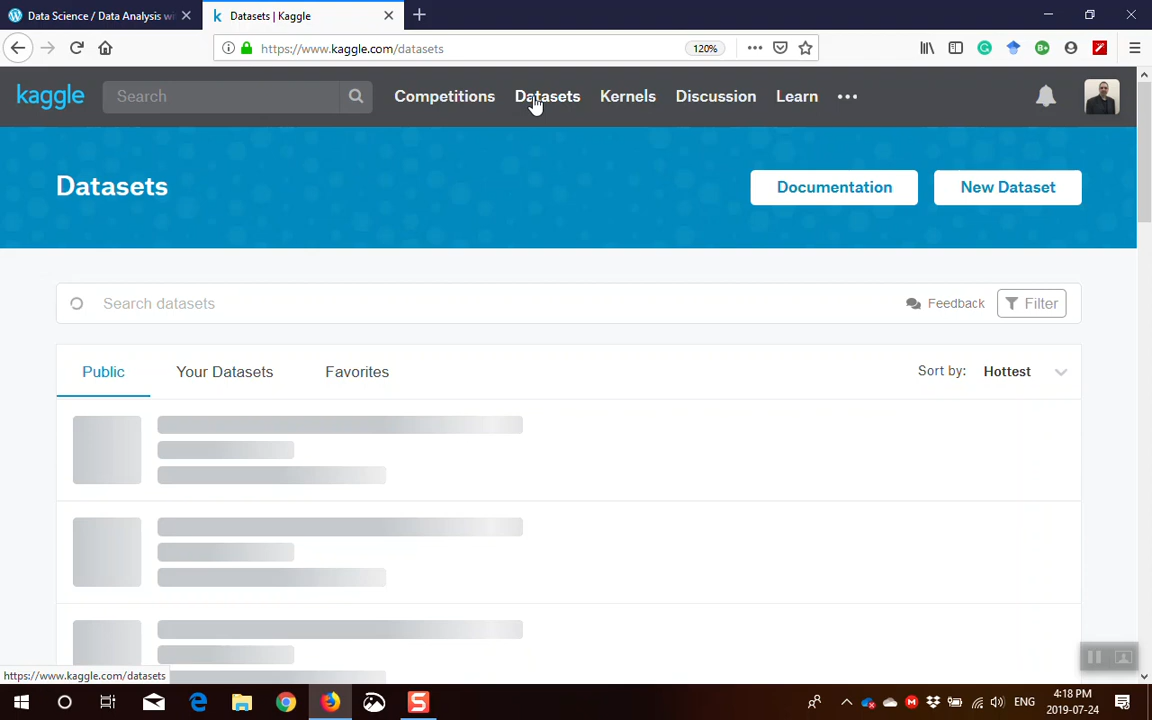 Data Science / Data Analysis wi
Datasets | Kaggle
https://www.kaggle.com/datasets
120%
kaggle
Search
Competitions
Datasets
Kernels
Discussion
Learn
Datasets
Documentation
New Dataset
Search datasets
Feedback
Filter
Public
Your Datasets
Favorites
Sort by:
Hottest
https://www.kaggle.com/datasets
ENG
4:18 PM
2019-07-24